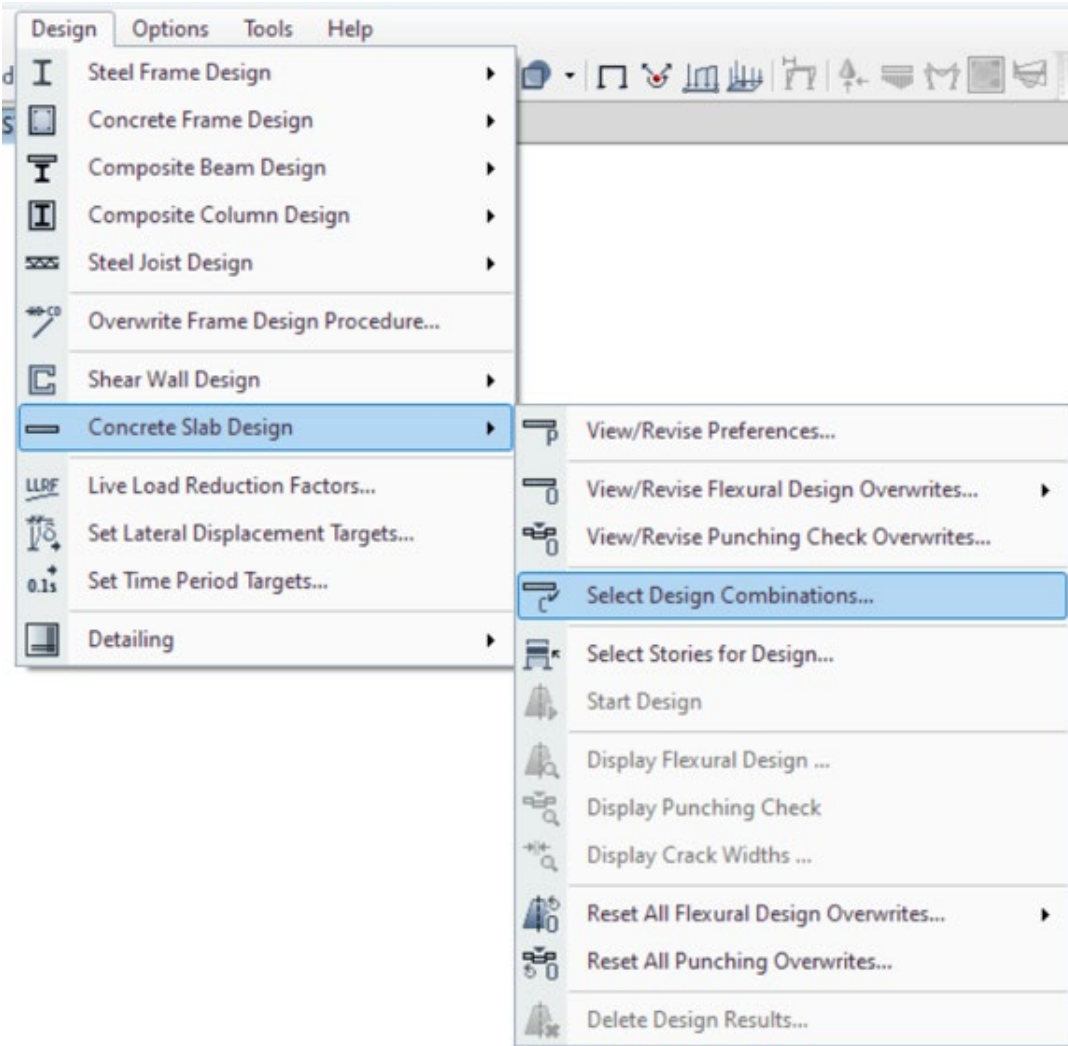 Design Options Tools Help
d
Steel Frame Design
S
Concrete Frame Design
Composite Beam Design
Composite Column Design
Steel Joist Design
CD
Overwrite Frame Design Procedure...
Shear Wall Design
Concrete Slab Design
LLRF Live Load Reduction Factors...
Set Lateral Displacement Targets...
0.1s Set Time Period Targets...
Detailing
P View/Revise Preferences...
O View/Revise Flexural Design Overwrites...
O View/Revise Punching Check Overwrites...
C Select Design Combinations...
Select Stories for Design...
Start Design
Display Flexural Design ...
Display Punching Check
Display Crack Widths ...
O Reset All Flexural Design Overwrites...
O Reset All Punching Overwrites...
Delete Design Results...